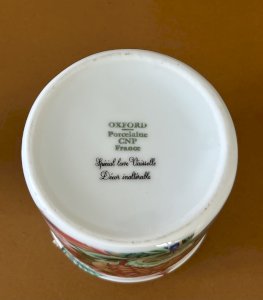 OXFORD
Porcelaine
CNP
France
Spécial lave Vaisselle
Décor inaltérable